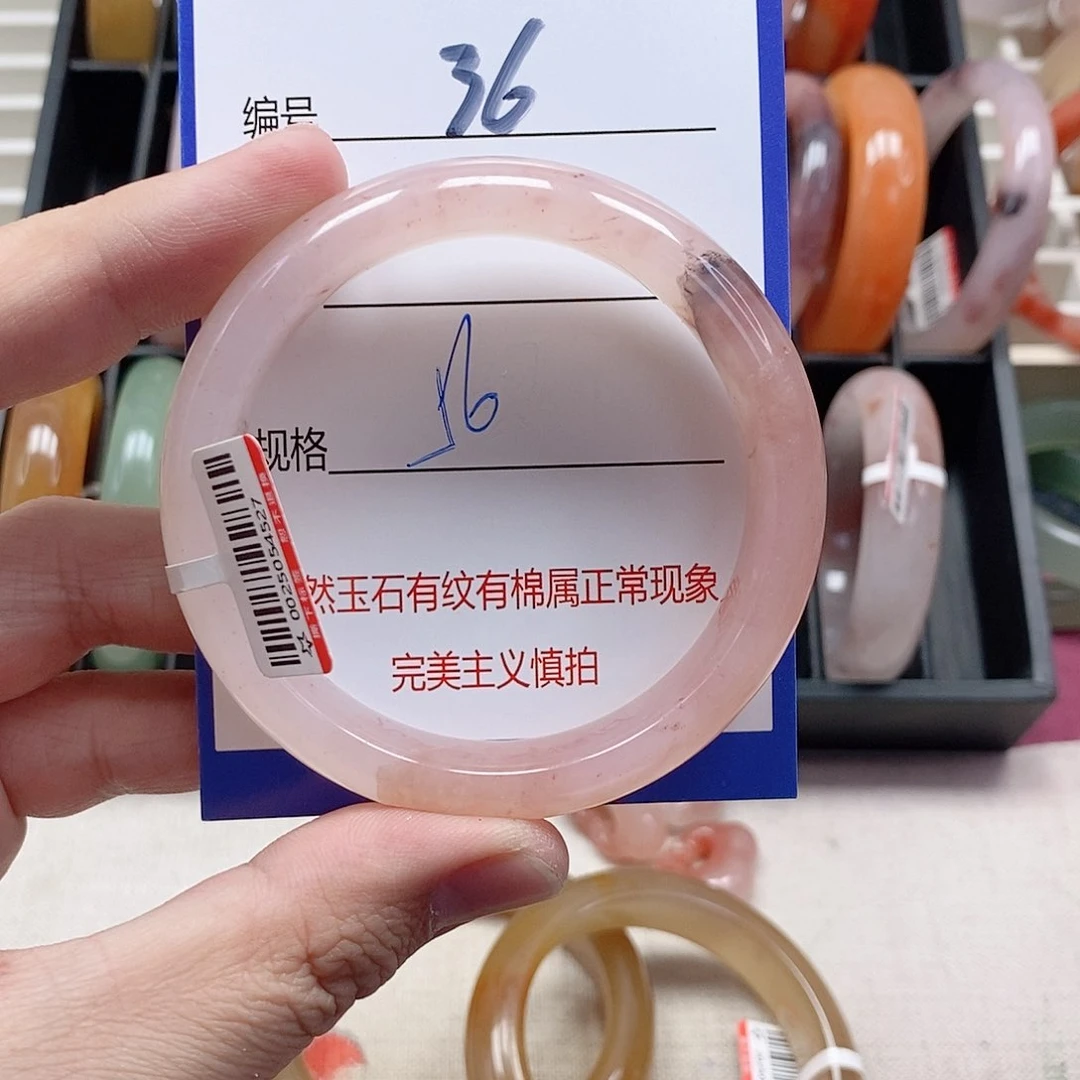 编号 36
规格 56
然玉石有纹有棉属正常现象
完美主义慎拍
0025054527